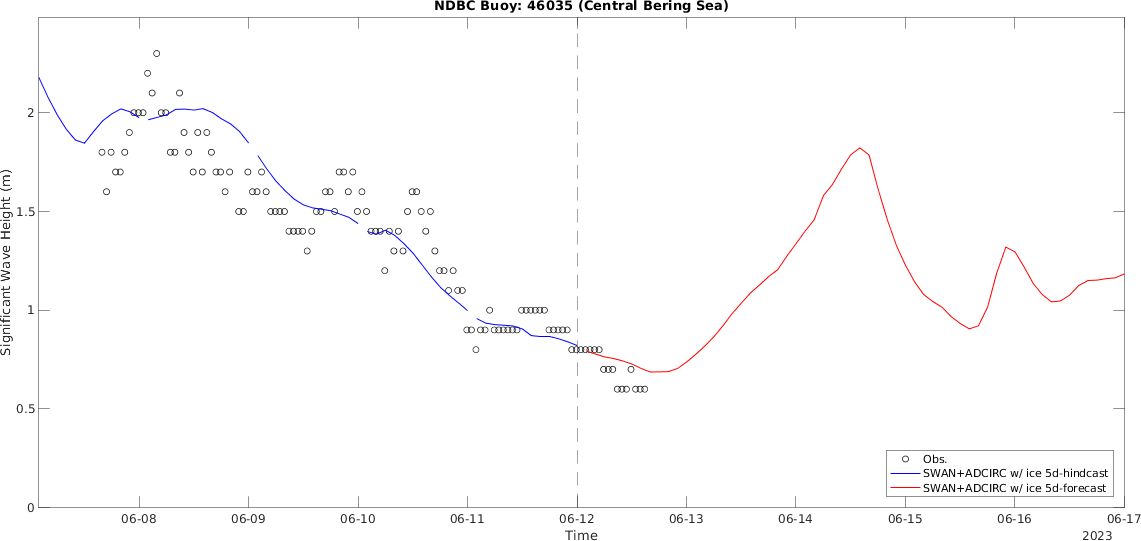 NDBC Buoy: 46035 (Central Bering Sea)
Significant Wave Height (m)
2
1.5
1
0.5
0
Obs.
SWAN+ADCIRC w/ ice 5d-hindcast
SWAN+ADCIRC w/ ice 5d-forecast
06-08 06-09 06-10 06-11 06-12 06-13 06-14 06-15 06-16 06-17
Time
2023